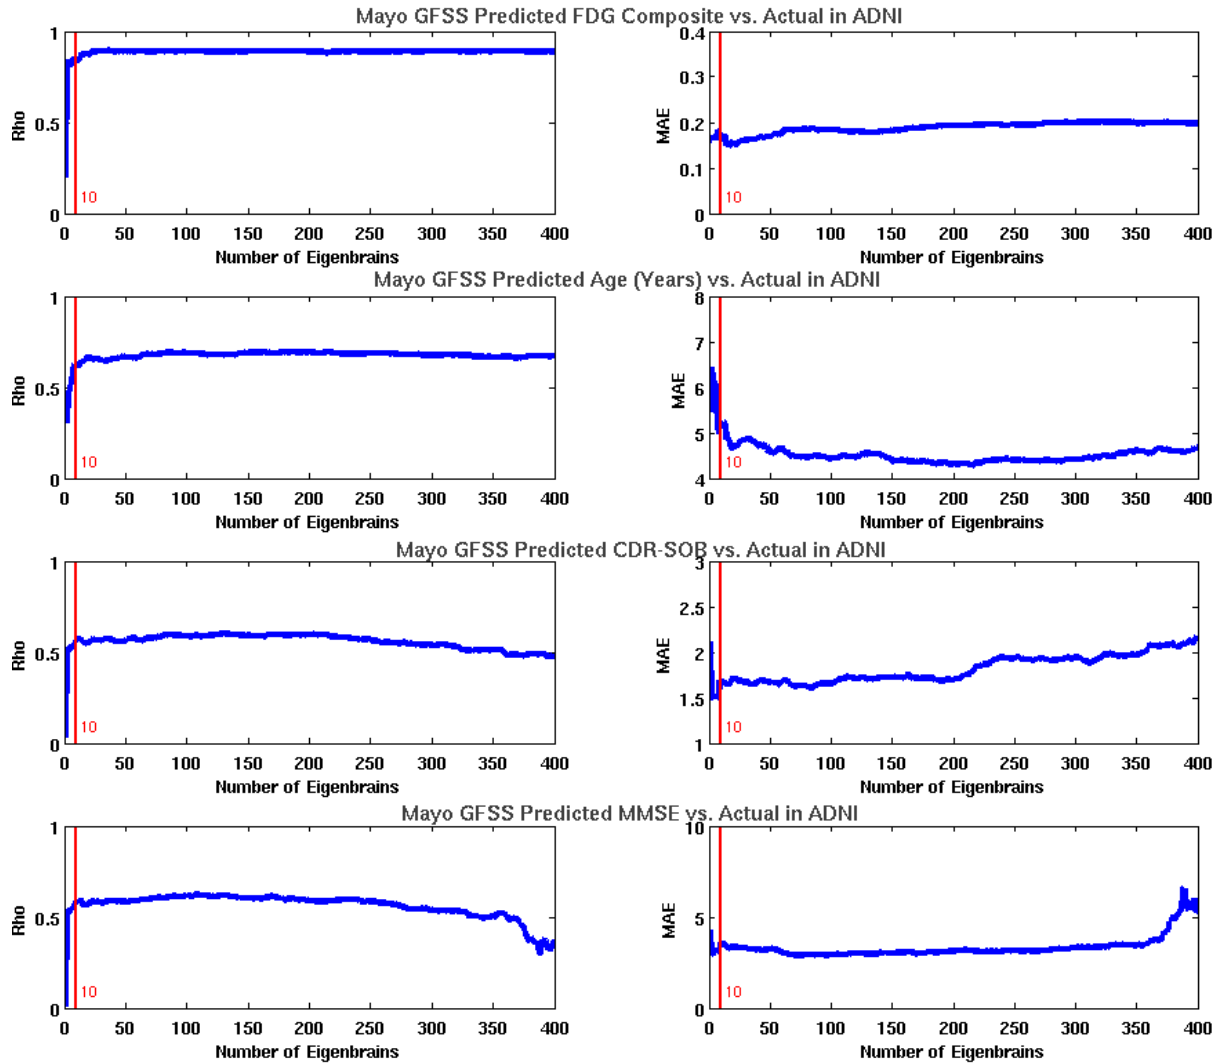 Mayo GFSS Predicted FDG Composite vs. Actual in ADNI
1
0.5
0
Rho
10
0 50 100 150 200 250 300 350 400
Number of Eigenbrains
0.4
0.3
0.2
0.1
0
MAE
10
0 50 100 150 200 250 300 350 400
Number of Eigenbrains
Mayo GFSS Predicted Age (Years) vs. Actual in ADNI
1
0.5
0
Rho
10
0 50 100 150 200 250 300 350 400
Number of Eigenbrains
8
7
6
5
4
MAE
10
0 50 100 150 200 250 300 350 400
Number of Eigenbrains
Mayo GFSS Predicted CDR-SOB vs. Actual in ADNI
1
0.5
0
Rho
10
0 50 100 150 200 250 300 350 400
Number of Eigenbrains
3
2.5
2
1.5
1
MAE
10
0 50 100 150 200 250 300 350 400
Number of Eigenbrains
Mayo GFSS Predicted MMSE vs. Actual in ADNI
1
0.5
0
Rho
10
0 50 100 150 200 250 300 350 400
Number of Eigenbrains
10
5
0
MAE
10
0 50 100 150 200 250 300 350 400
Number of Eigenbrains